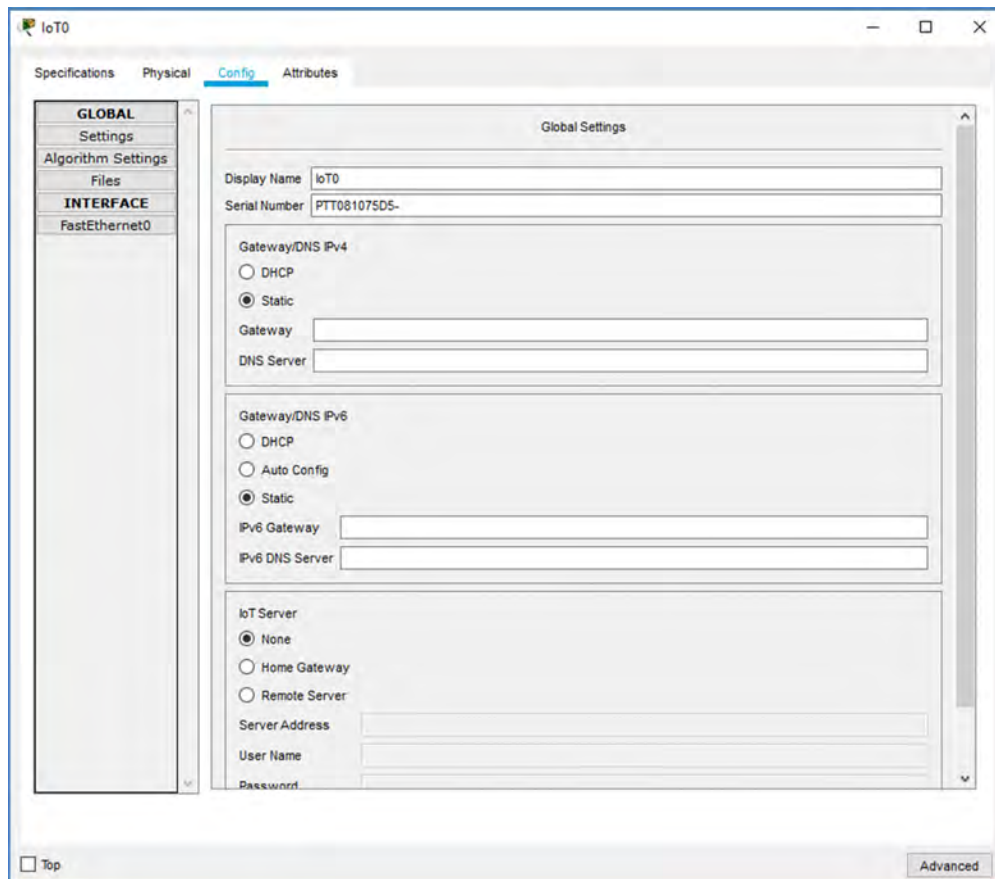 IoT0
Specifications Physical Config Attributes
GLOBAL
Settings
Algorithm Settings
Files
INTERFACE
FastEthernet0
Global Settings
Display Name IoT0
Serial Number PTT081075D5-
Gateway/DNS IPv4
DHCP
Static
Gateway
DNS Server
Gateway/DNS IPv6
DHCP
Auto Config
Static
IPv6 Gateway
IPv6 DNS Server
IoT Server
None
Home Gateway
Remote Server
Server Address
User Name
Password
Top
Advanced